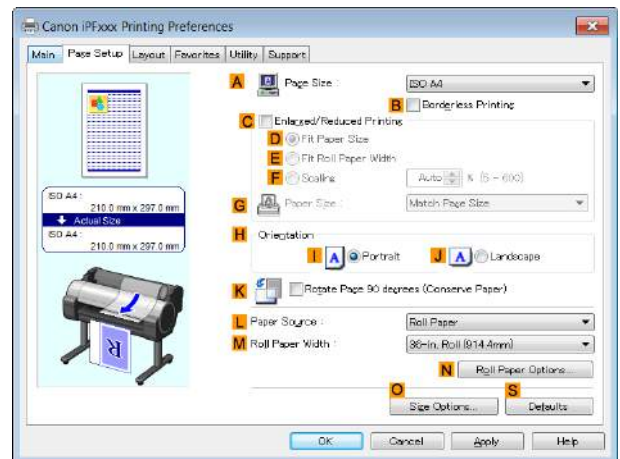 Canon iPFxxx Printing Preferences
Main Page Setup Layout Favorites Utility Support
A Page Size : ISO A4
B Borderless Printing
C Enlarged/Reduced Printing
D Fit Paper Size
E Fit Roll Paper Width
F Scaling Auto % (5 - 600)
G Paper Size : Match Page Size
ISO A4 :
210.0 mm x 297.0 mm
Actual Size
ISO A4 :
210.0 mm x 297.0 mm
H Orientation
I A Portrait J A Landscape
K Rotate Page 90 degrees (Conserve Paper)
L Paper Source : Roll Paper
M Roll Paper Width : 36-in. Roll (914.4mm)
N Roll Paper Options...
O S
Size Options... Defaults
OK Cancel Apply Help